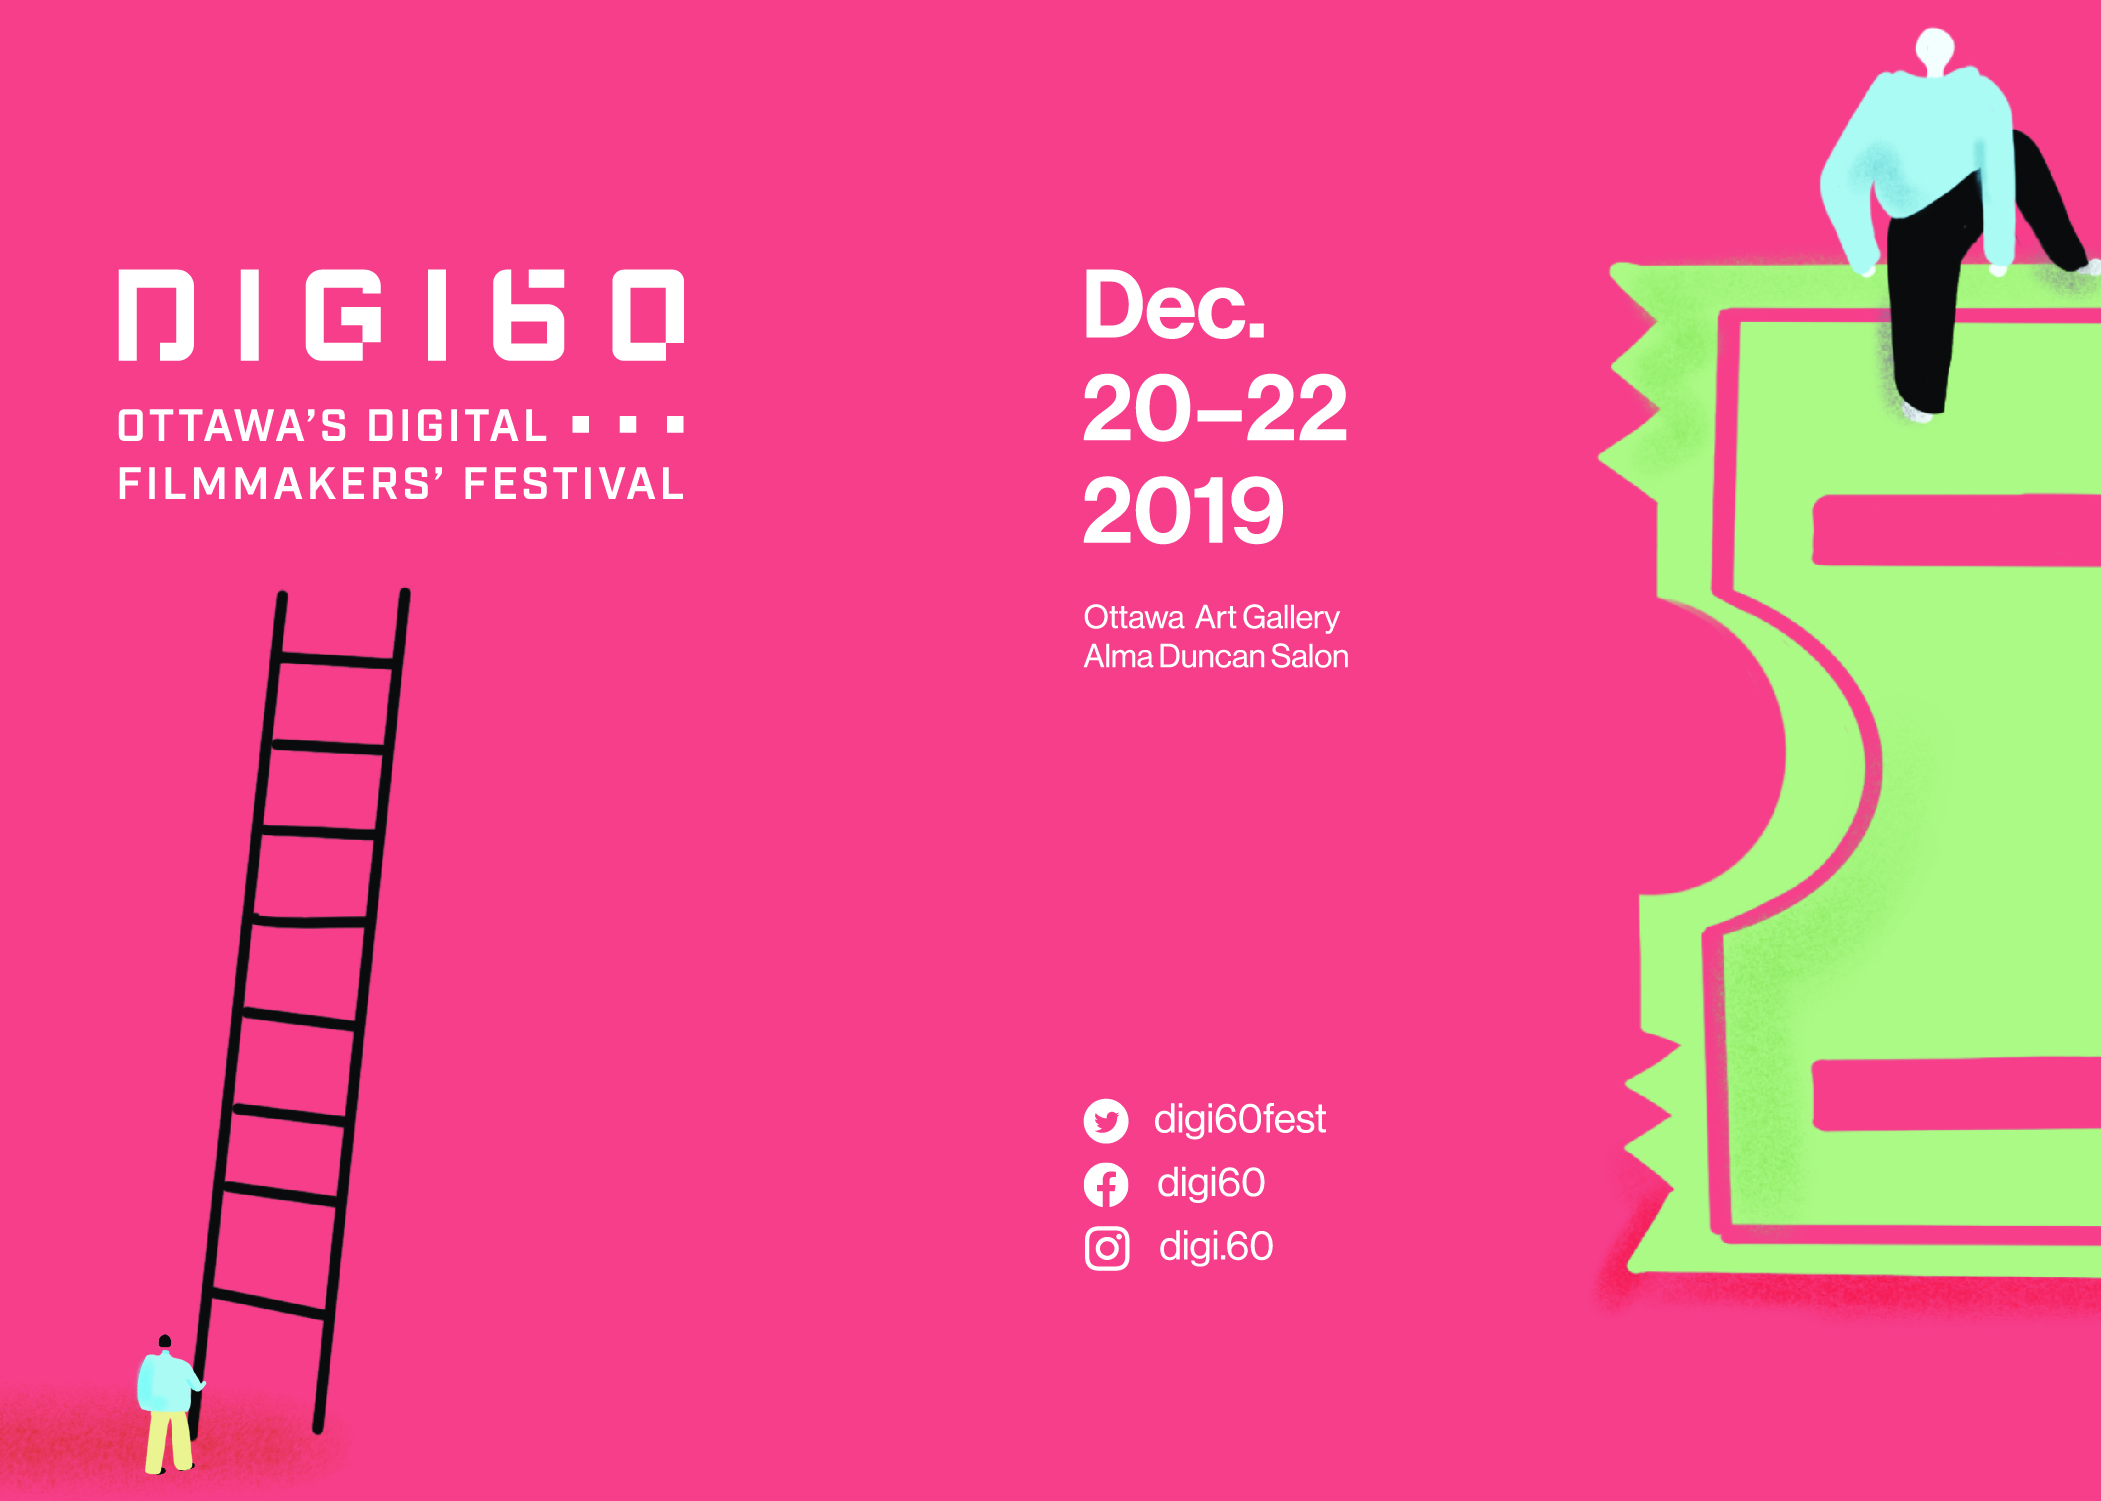 DIGI60
OTTAWA'S DIGITAL
FILMMAKERS' FESTIVAL
Dec.
20–22
2019
Ottawa Art Gallery
Alma Duncan Salon
digi60fest
digi60
digi.60